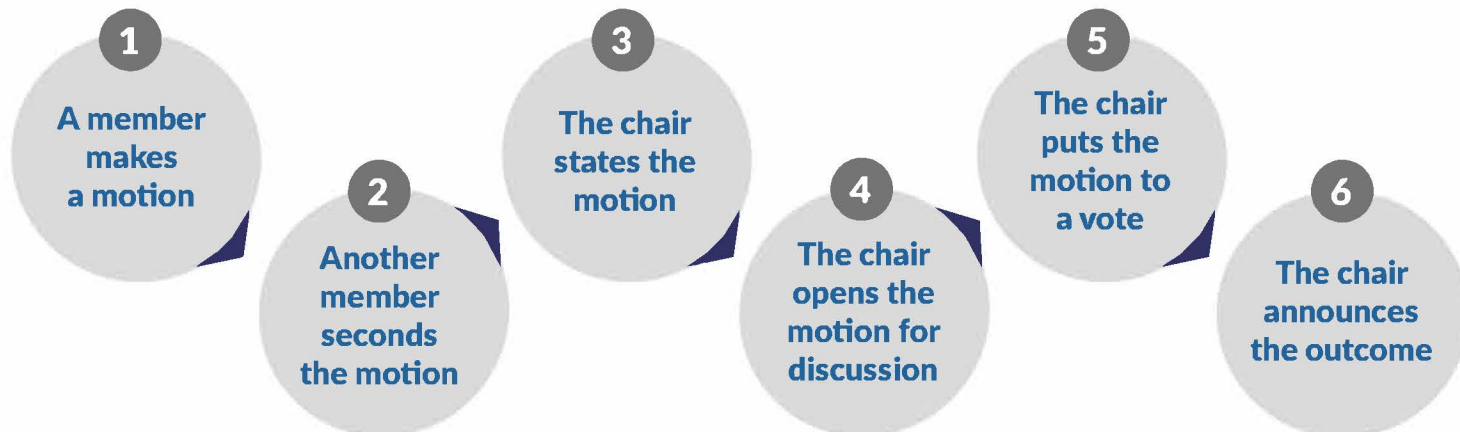 1
A member
makes
a motion
2
Another
member
seconds
the motion
3
The chair
states the
motion
4
The chair
opens the
motion for
discussion
5
The chair
puts the
motion to
a vote
6
The chair
announces
the outcome